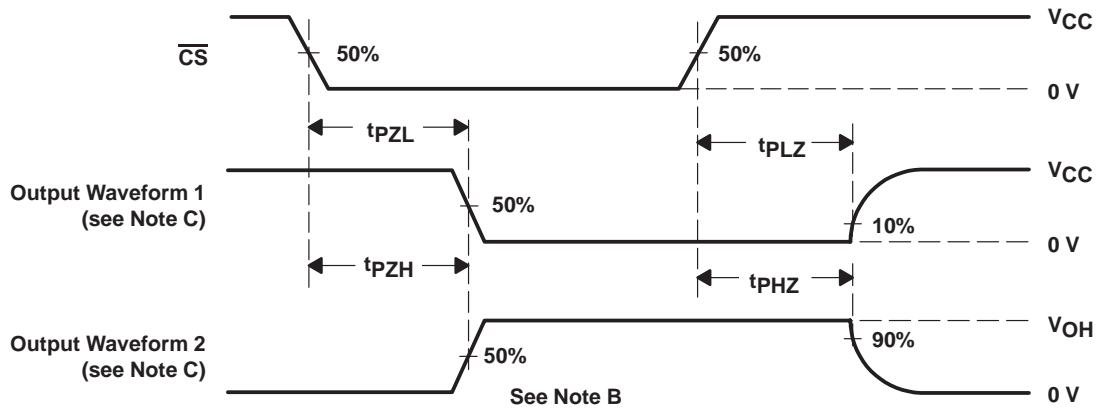 VCC
CS
50%
50%
0 V
tPZL
tPLZ
VCC
Output Waveform 1
(see Note C)
50%
10%
0 V
tPZH
tPHZ
VOH
Output Waveform 2
(see Note C)
50%
90%
See Note B
0 V